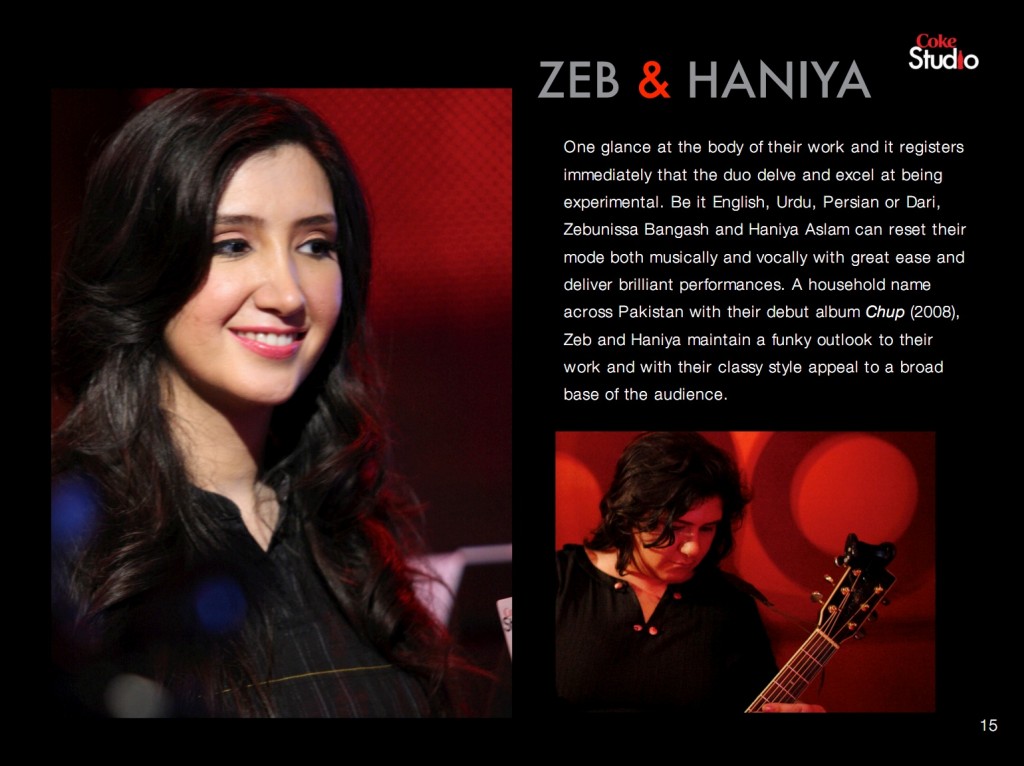 Coke
Studio
ZEB & HANIYA
One glance at the body of their work and it registers
immediately that the duo delve and excel at being
experimental. Be it English, Urdu, Persian or Dari,
Zebunissa Bangash and Haniya Aslam can reset their
mode both musically and vocally with great ease and
deliver brilliant performances. A household name
across Pakistan with their debut album Chup (2008),
Zeb and Haniya maintain a funky outlook to their
work and with their classy style appeal to a broad
base of the audience.
15